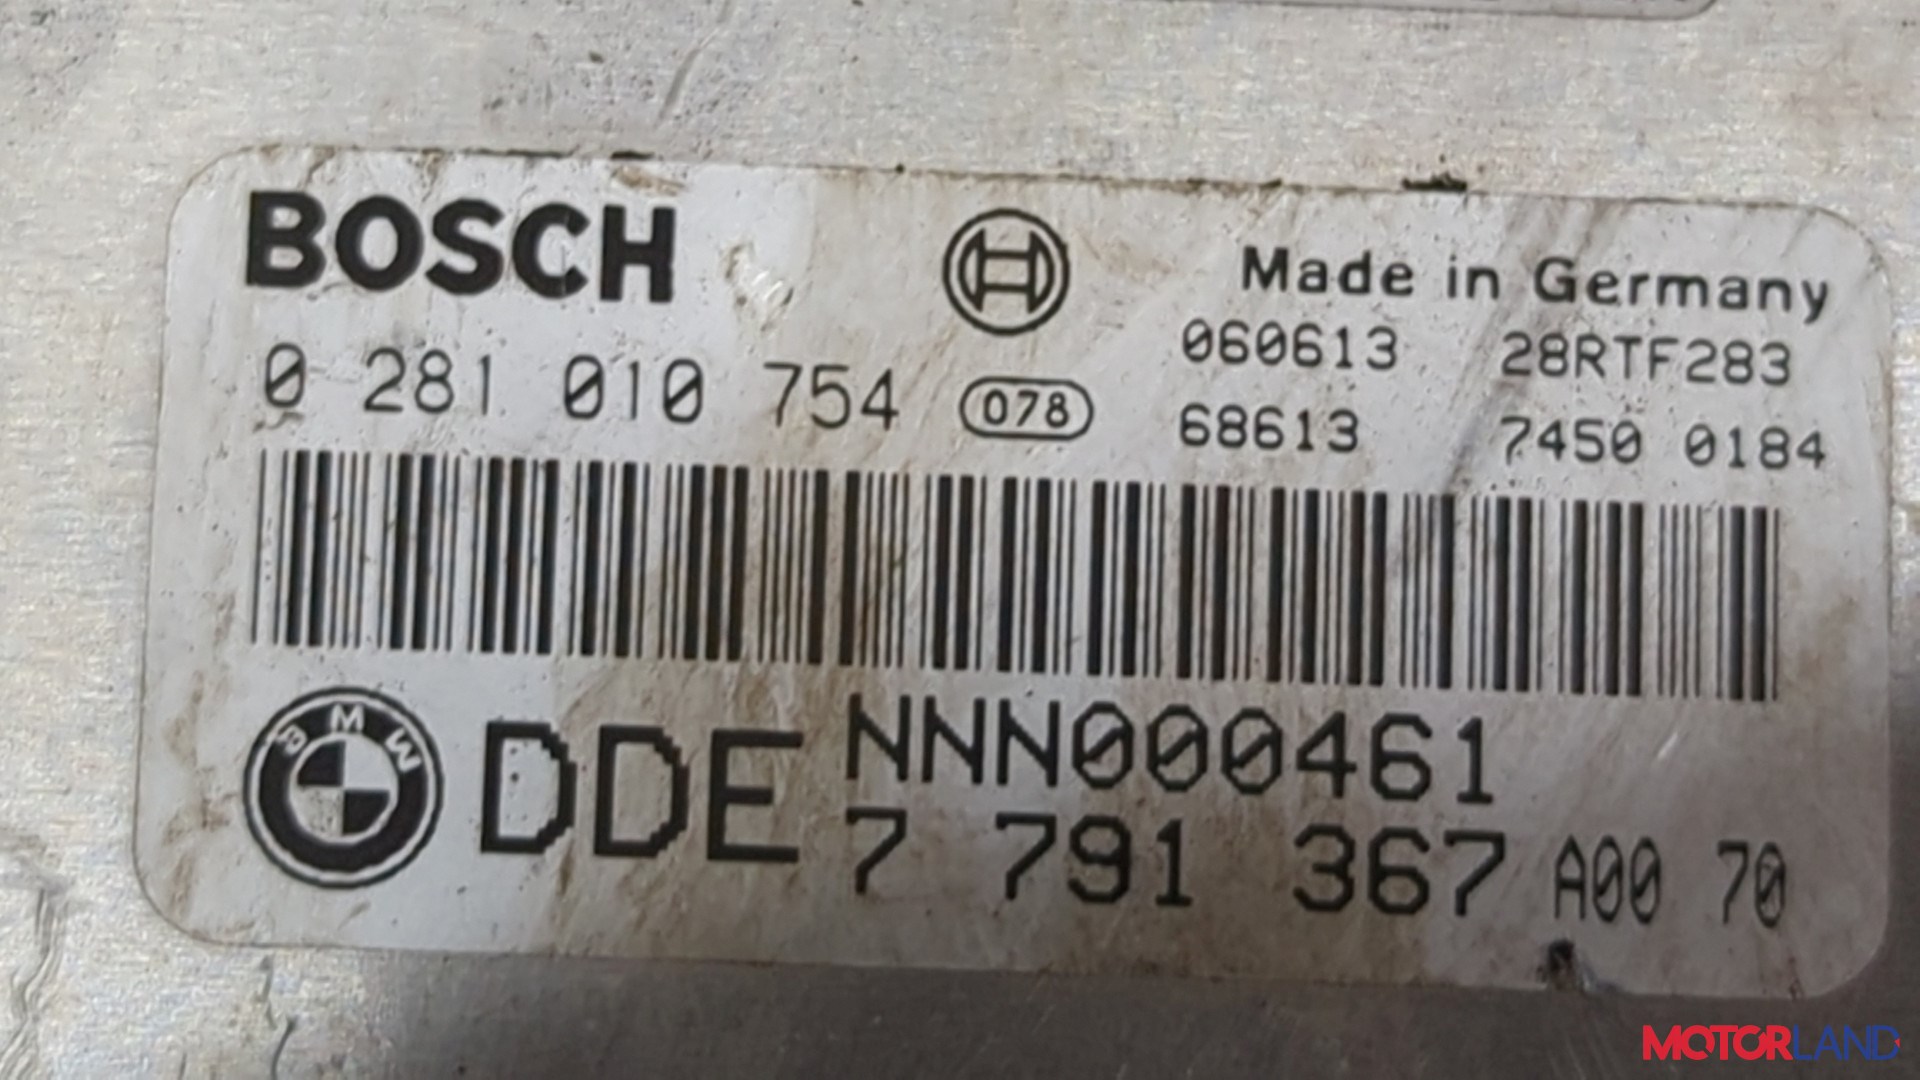 BOSCH
Made in Germany
060613 28RTF283
0 281 010 754 078 68613 7450 0184
BMW
DDE NNN000461
7 791 367 A00 70
MOTORLAND